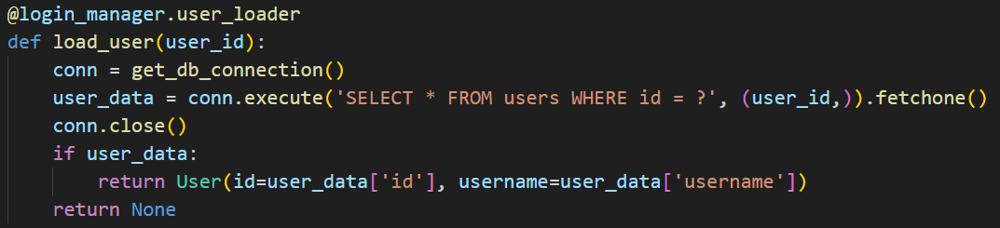 @login_manager.user_loader
def load_user(user_id):
    conn = get_db_connection()
    user_data = conn.execute('SELECT * FROM users WHERE id = ?', (user_id,)).fetchone()
    conn.close()
    if user_data:
        return User(id=user_data['id'], username=user_data['username'])
    return None